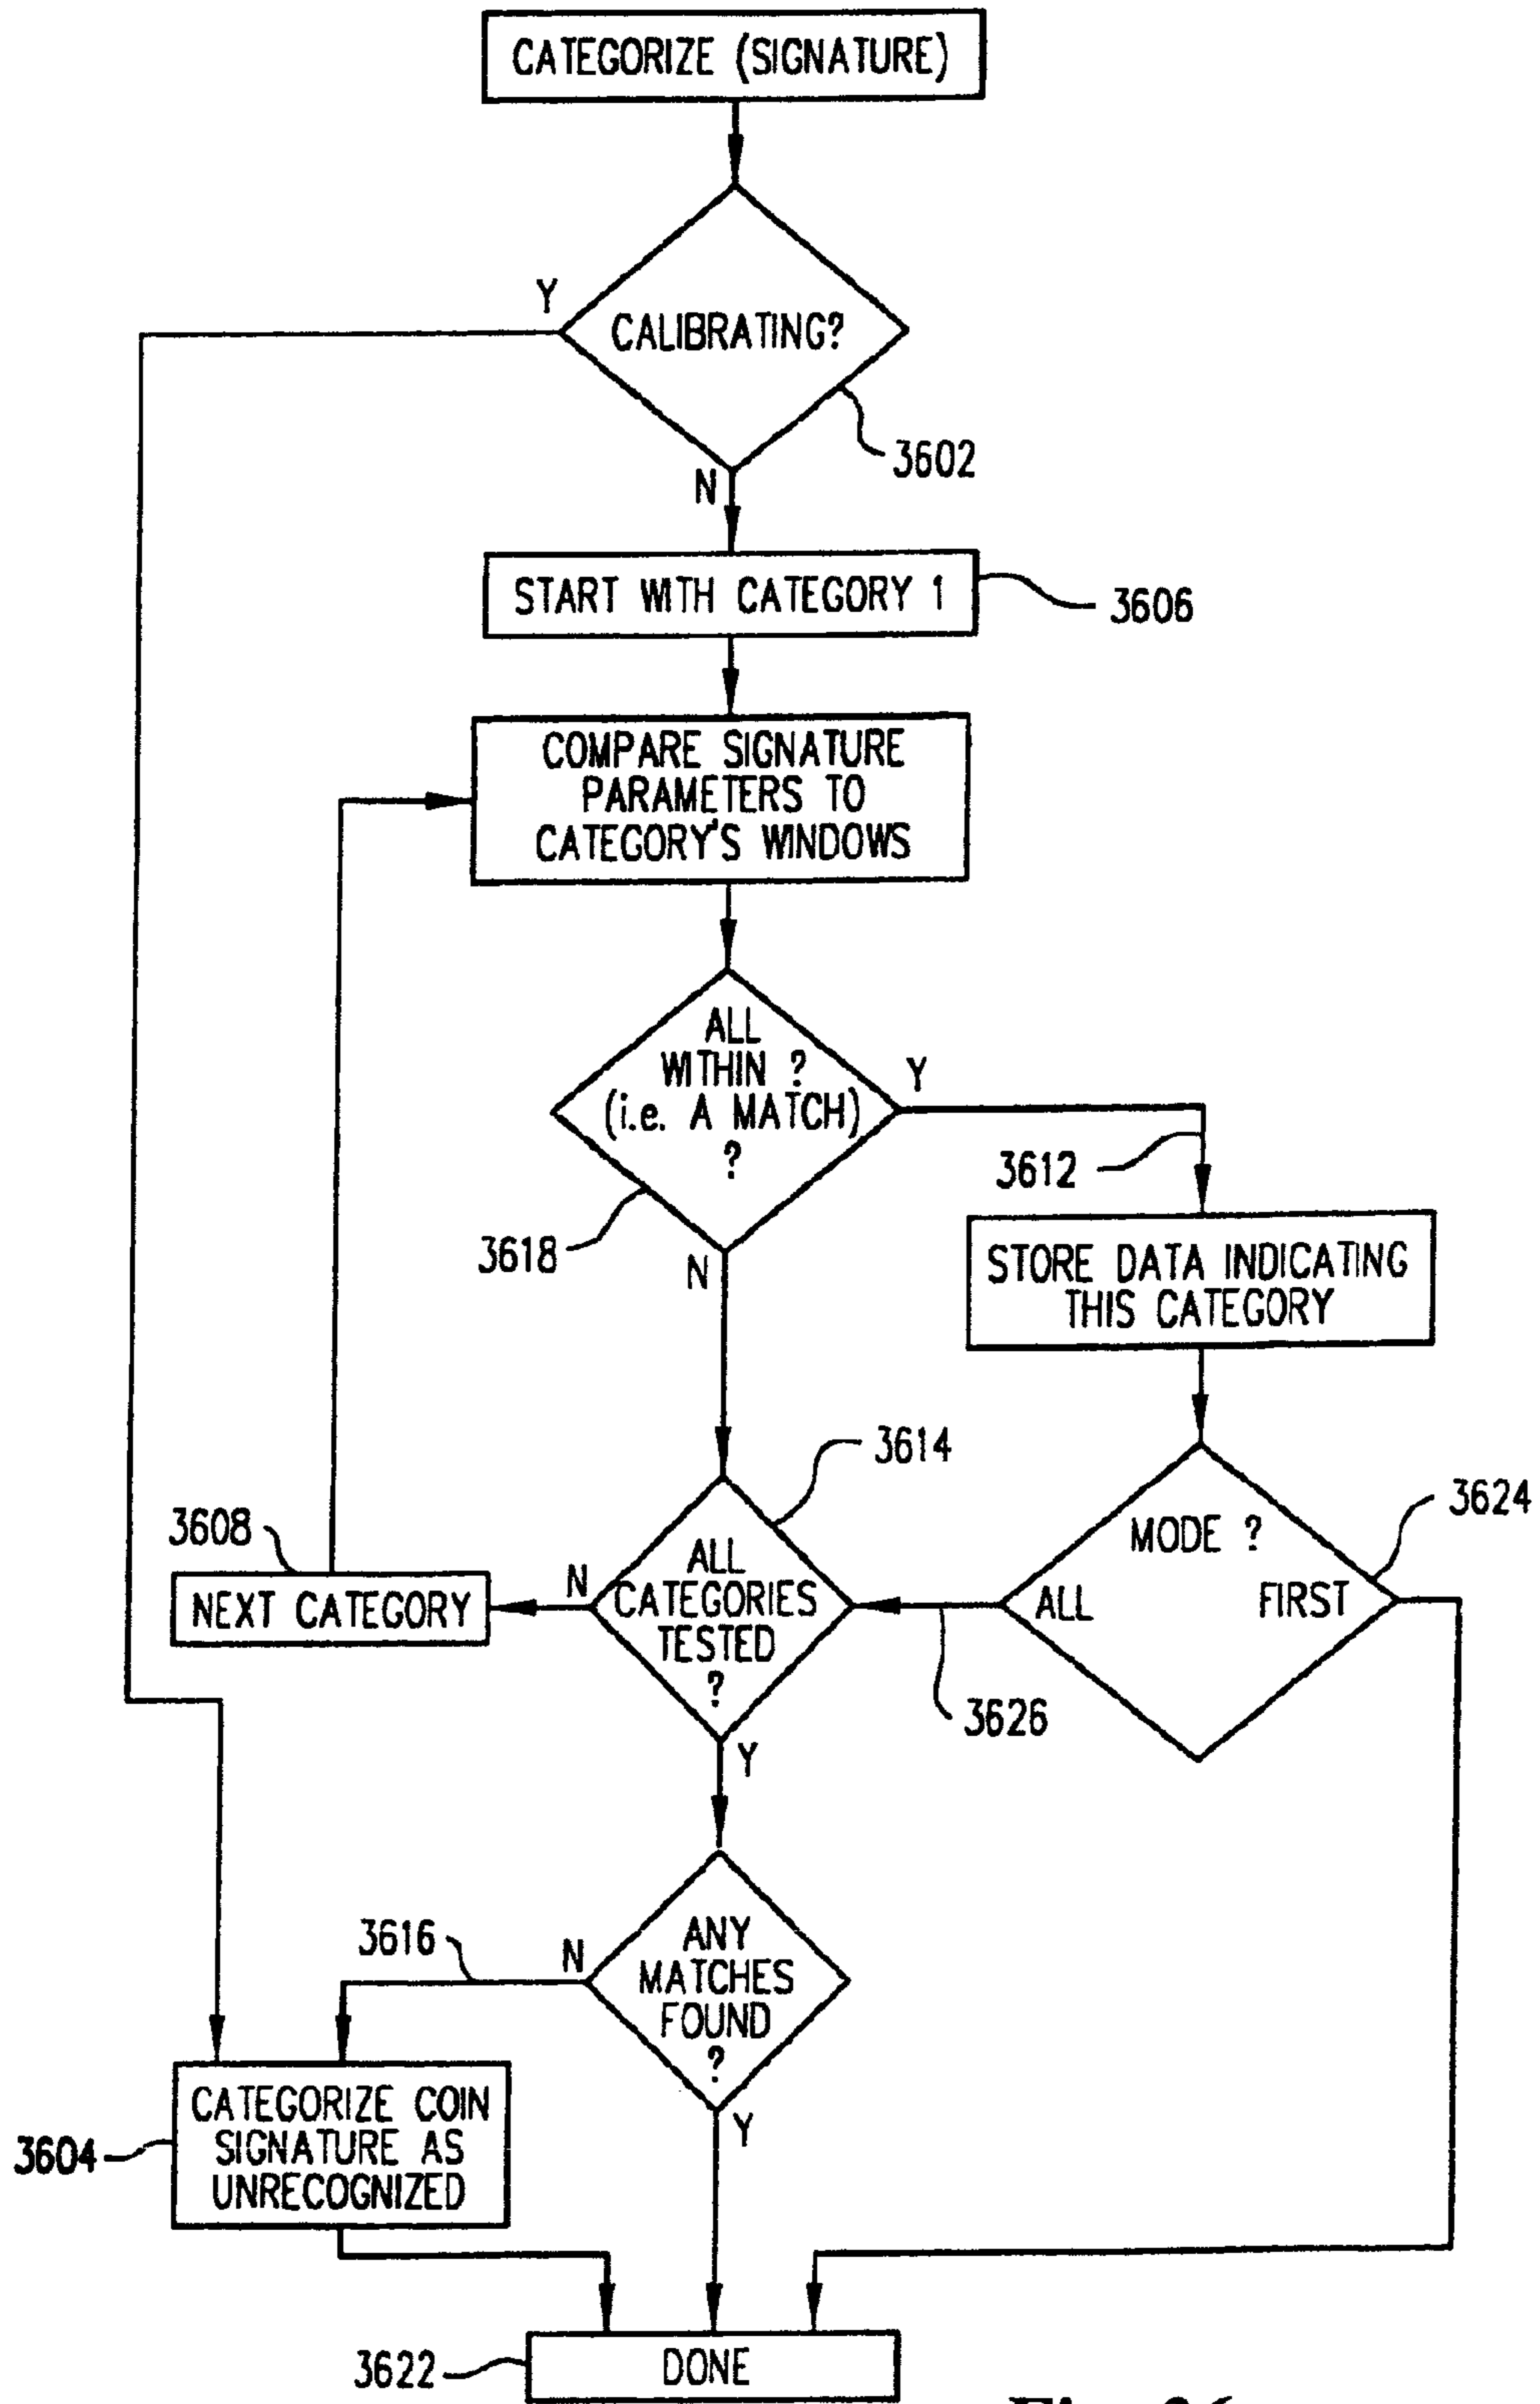 CATEGORIZE (SIGNATURE)
Y
CALIBRATING?
3602
N
START WITH CATEGORY 1
3606
COMPARE SIGNATURE
PARAMETERS TO
CATEGORY'S WINDOWS
ALL
WITHIN ?
(i.e. A MATCH)
?
Y
3612
3618
N
STORE DATA INDICATING
THIS CATEGORY
3614
3624
MODE ?
ALL
FIRST
3608
NEXT CATEGORY
N
ALL
CATEGORIES
TESTED
?
3626
Y
3616
N
ANY
MATCHES
FOUND
?
Y
CATEGORIZE COIN
SIGNATURE AS
UNRECOGNIZED
3604
3622
DONE